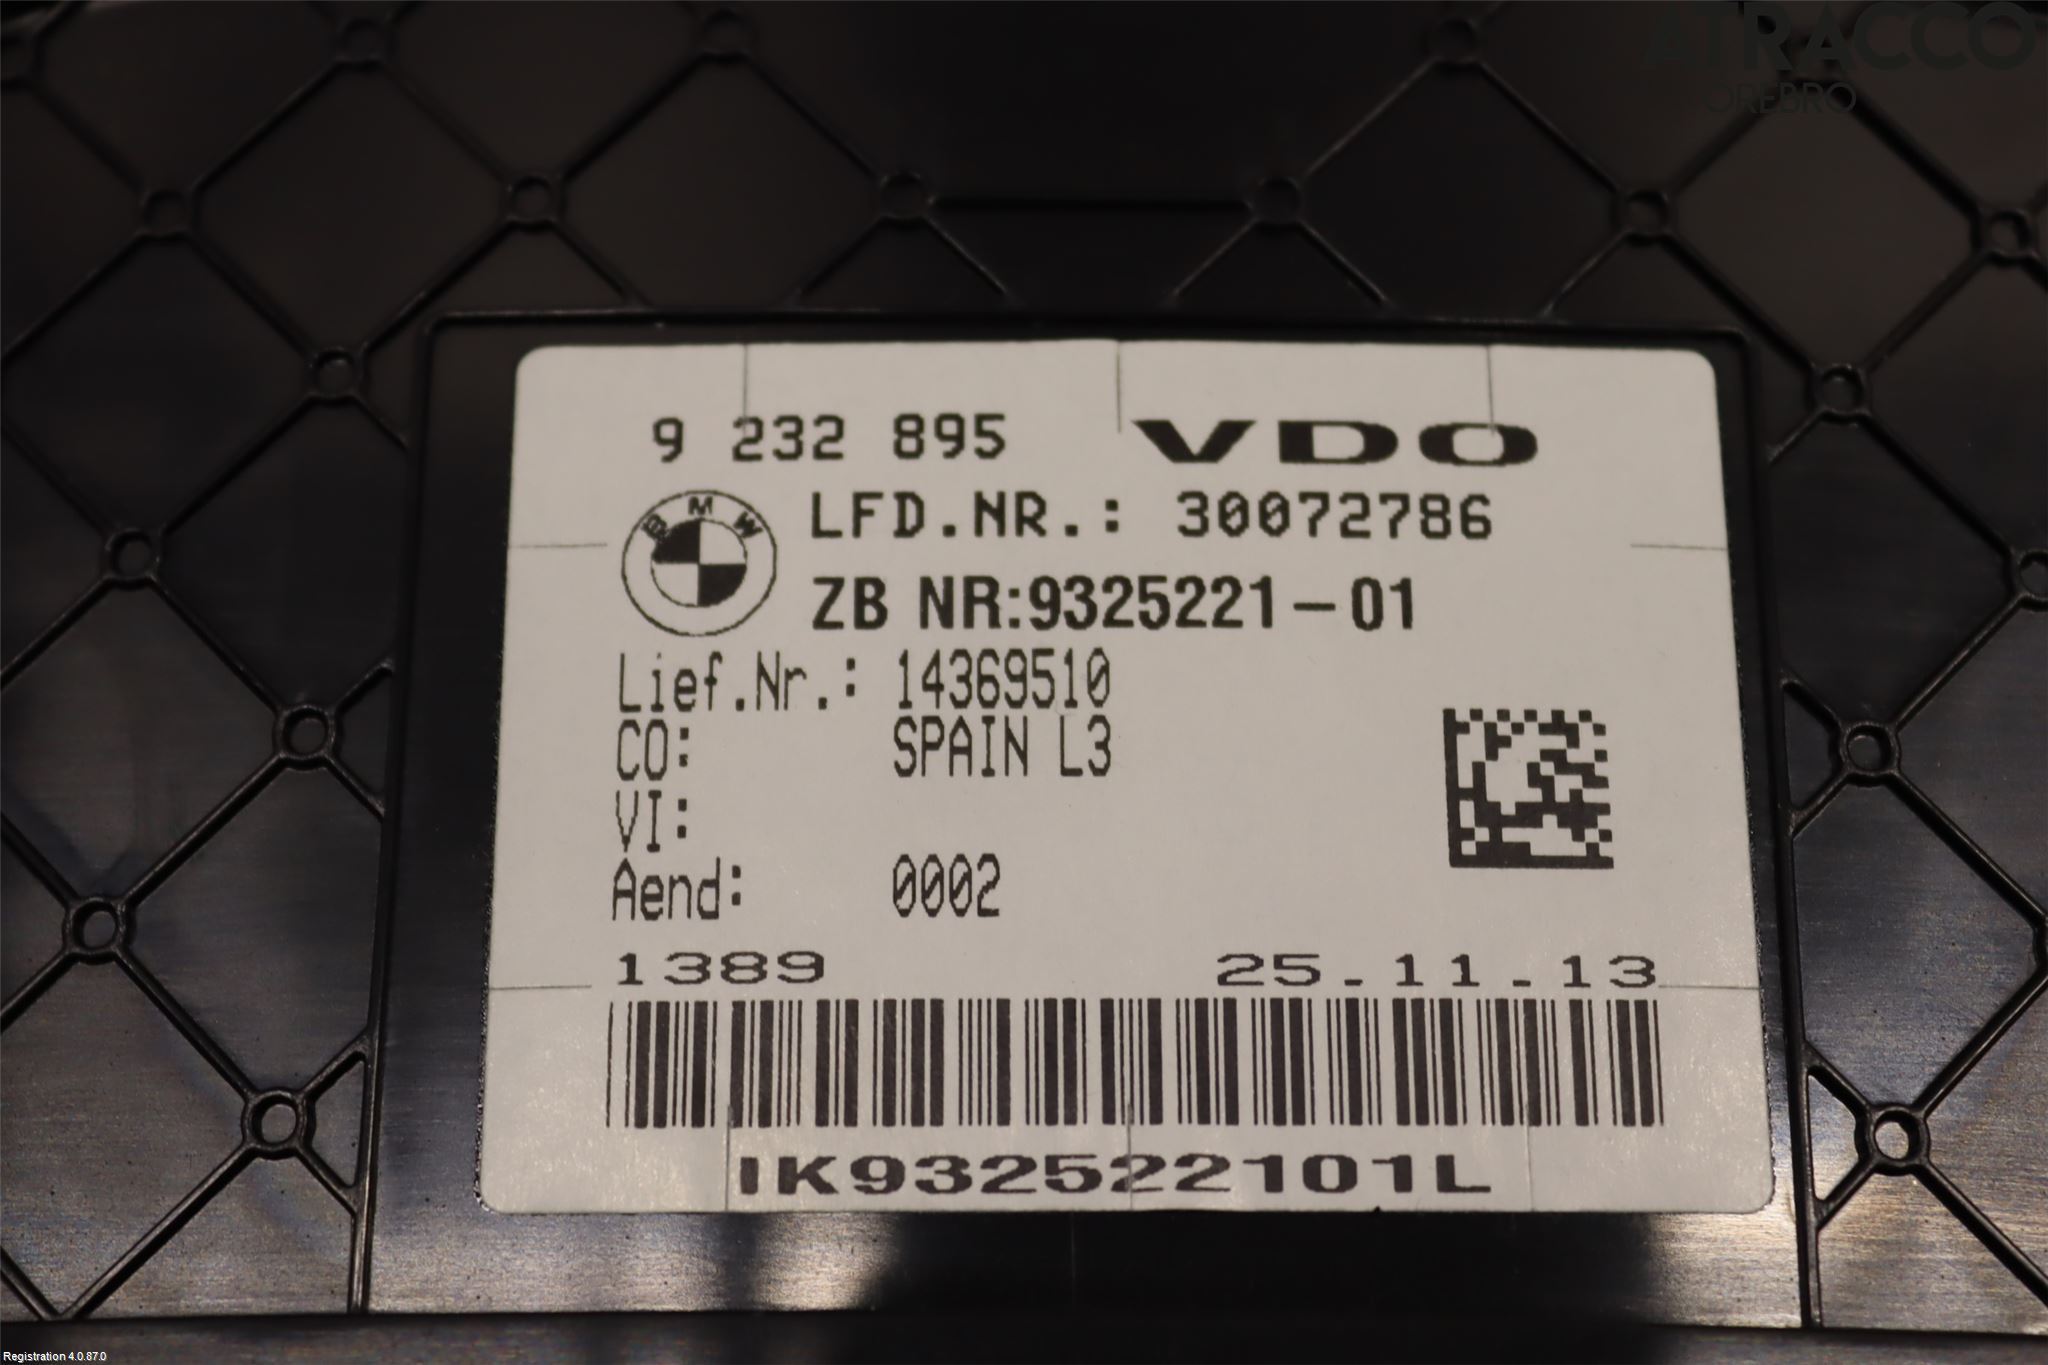 ATRACCO
ÖREBRO
9 232 895 VDO
BMW
LFD.NR.: 30072786
ZB NR:9325221-01
Lief.Nr.: 14369510
CO: SPAIN L3
VI:
Aend: 0002
1389 25.11.13
IK932522101L
Registration 4.0.87.0